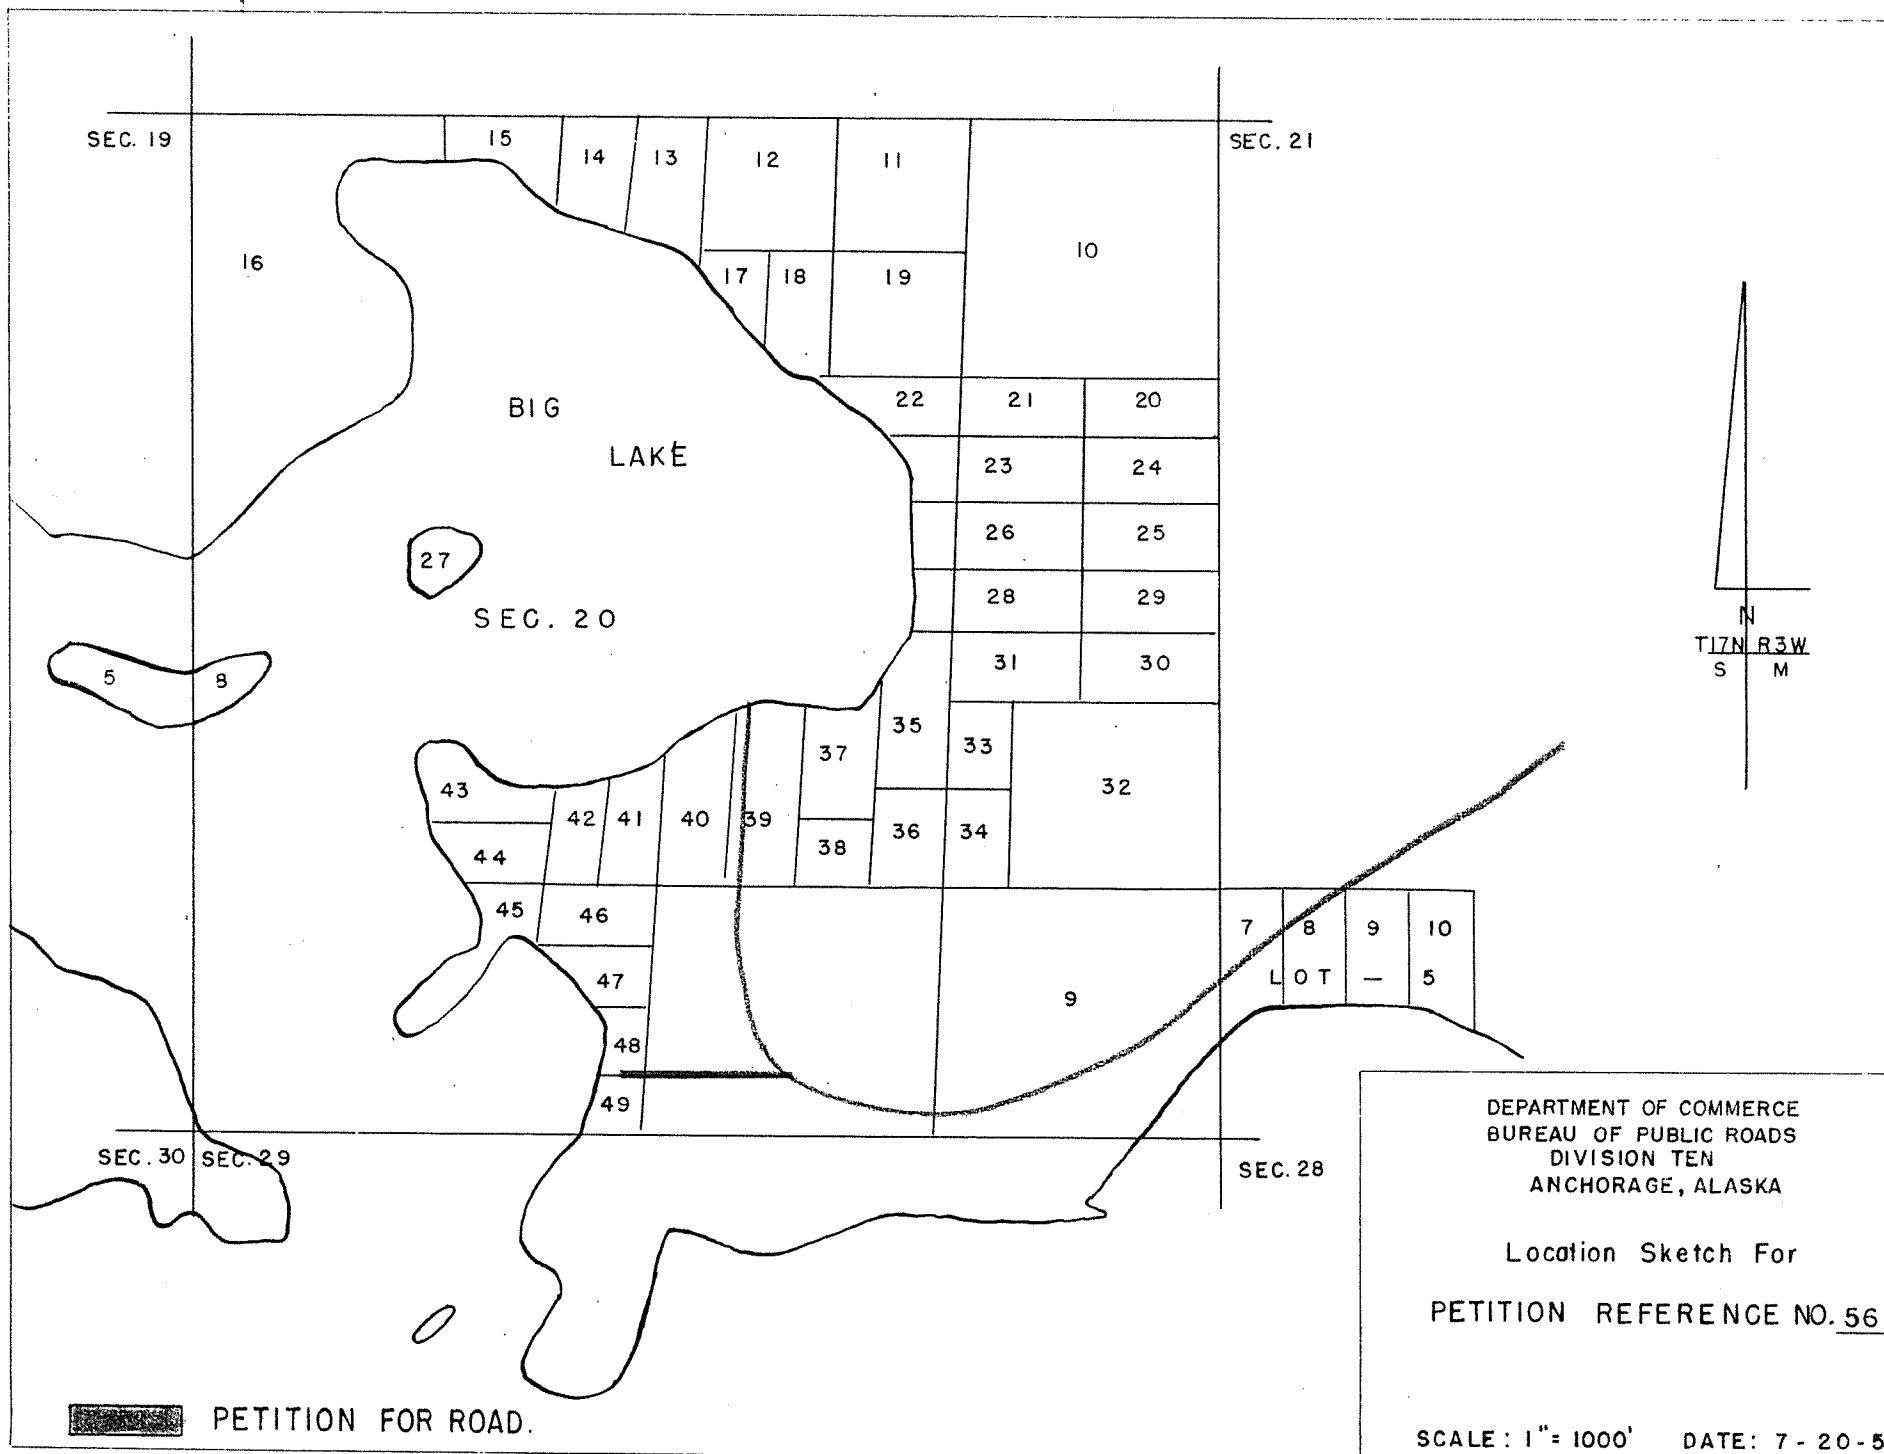 SEC. 19
15
14
13
12
11
SEC. 21
16
17
18
19
10
BIG
LAKE
22
21
20
23
24
26
25
27
28
29
SEC. 20
31
30
5
8
N
T17N R3W
S M
35
33
37
32
43
42
41
40
39
36
34
38
44
45
46
7
8
9
10
47
LOT — 5
9
48
49
SEC. 30
SEC. 29
SEC. 28
DEPARTMENT OF COMMERCE
BUREAU OF PUBLIC ROADS
DIVISION TEN
ANCHORAGE, ALASKA
Location Sketch For
PETITION REFERENCE NO. 56
PETITION FOR ROAD.
SCALE: 1"= 1000' DATE: 7-20-5